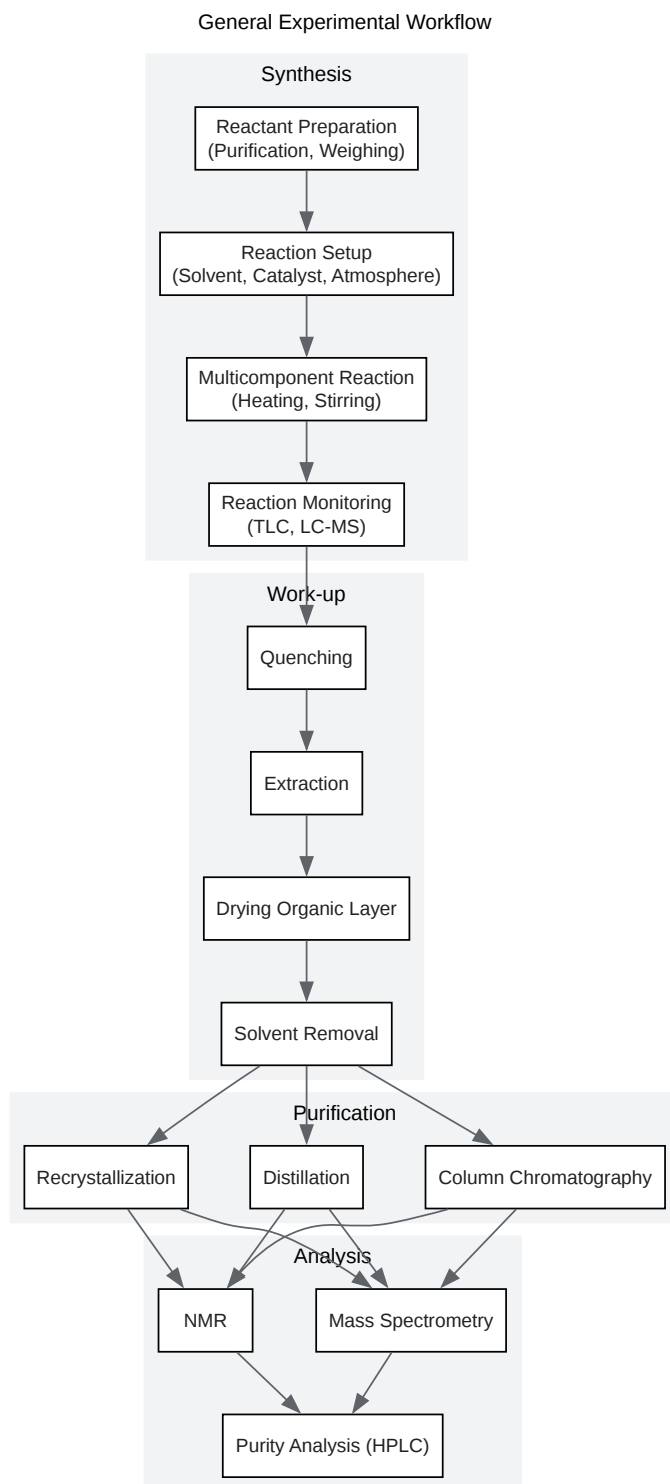 General Experimental Workflow
Synthesis
Reactant Preparation
(Purification, Weighing)
Reaction Setup
(Solvent, Catalyst, Atmosphere)
Multicomponent Reaction
(Heating, Stirring)
Reaction Monitoring
(TLC, LC-MS)
Work-up
Quenching
Extraction
Drying Organic Layer
Solvent Removal
Purification
Recrystallization
Distillation
Column Chromatography
Analysis
NMR
Mass Spectrometry
Purity Analysis (HPLC)